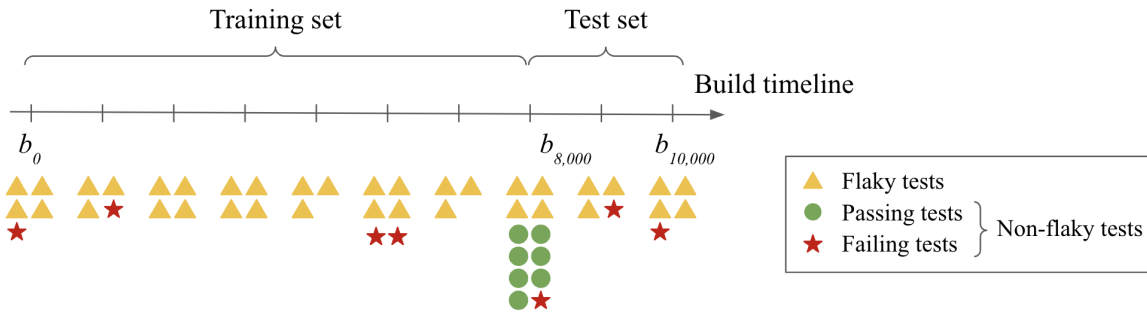 Training set
Test set
Build timeline
b0
b8,000
b10,000
Flaky tests
Passing tests
Failing tests
Non-flaky tests